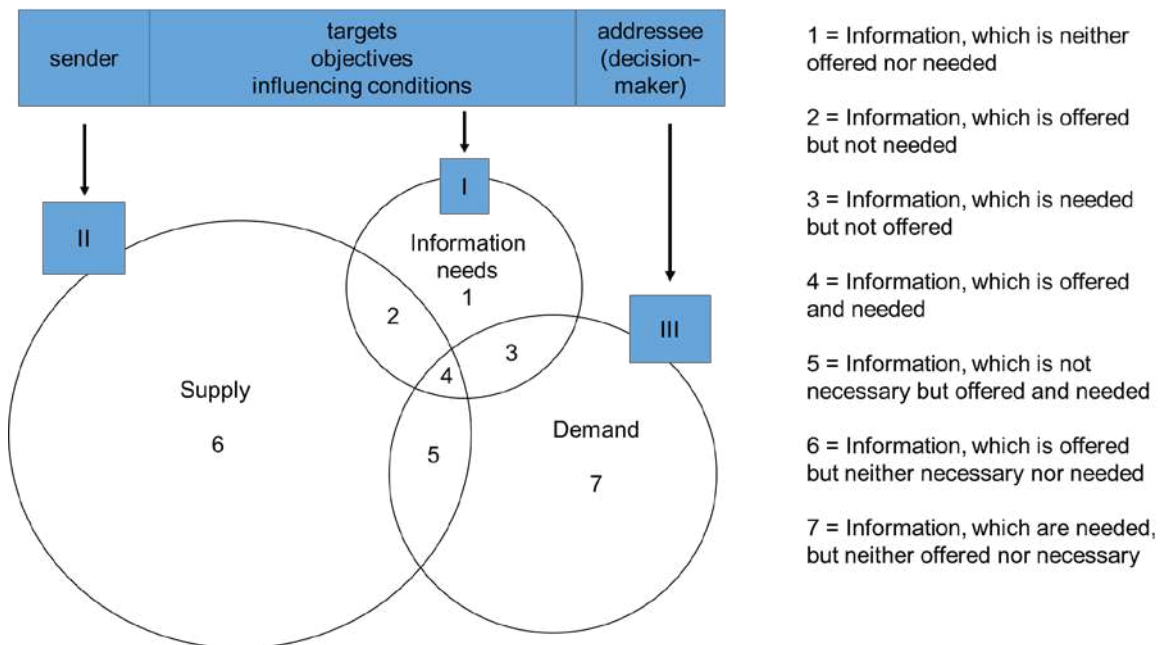 sender
targets
objectives
influencing conditions
addressee
(decision-
maker)
II
I
III
Information
needs
1
2
3
4
Supply
6
5
Demand
7
1 = Information, which is neither
offered nor needed
2 = Information, which is offered
but not needed
3 = Information, which is needed
but not offered
4 = Information, which is offered
and needed
5 = Information, which is not
necessary but offered and needed
6 = Information, which is offered
but neither necessary nor needed
7 = Information, which are needed,
but neither offered nor necessary